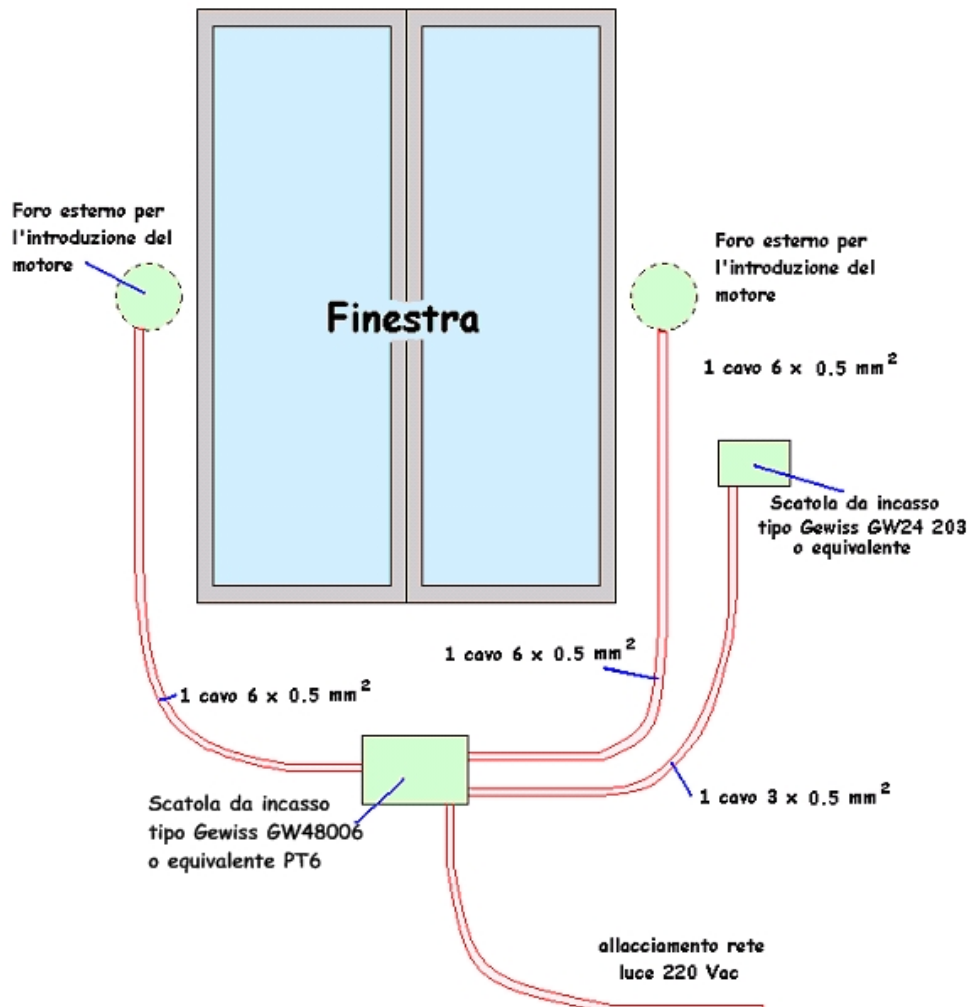 Foro esterno per
l'introduzione del
motore
Foro esterno per
l'introduzione del
motore
Finestra
1 cavo 6 x 0.5 mm²
Scatola da incasso
tipo Gewiss GW24 203
o equivalente
1 cavo 6 x 0.5 mm²
1 cavo 6 x 0.5 mm²
1 cavo 3 x 0.5 mm²
Scatola da incasso
tipo Gewiss GW48006
o equivalente PT6
allacciamento rete
luce 220 Vac